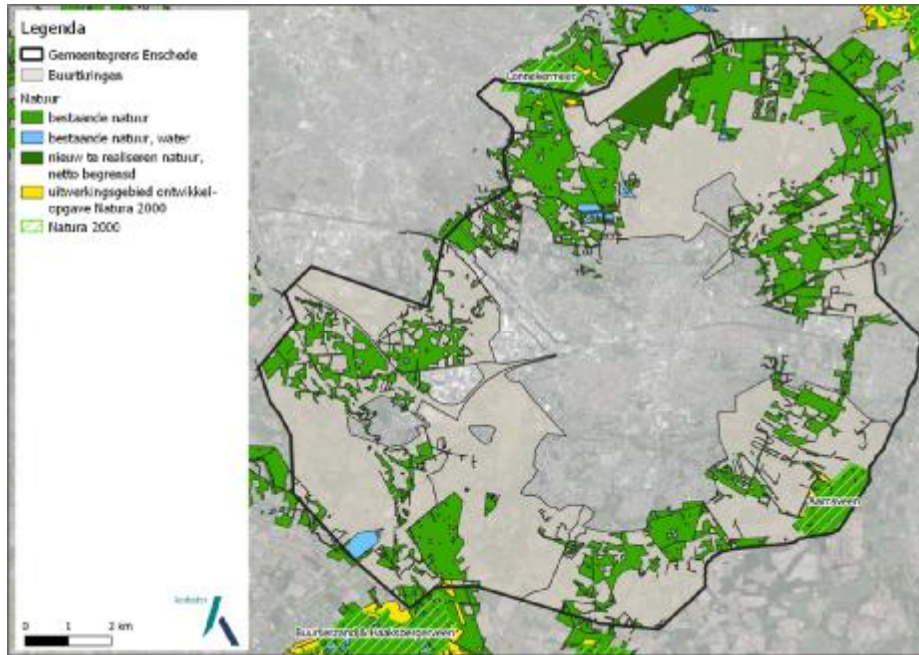 Legenda
Gemeentegrens Enschede
Buurtkringen
Natuur
bestaande natuur
bestaande natuur, water
nieuw te realiseren natuur,
netto begrensd
uitwerkingsgebied ontwikkel-
opgave Natura 2000
Natura 2000
Lonnekermeer
Aamsveen
Buurserzand & Haaksbergerveen
0 1 2 km